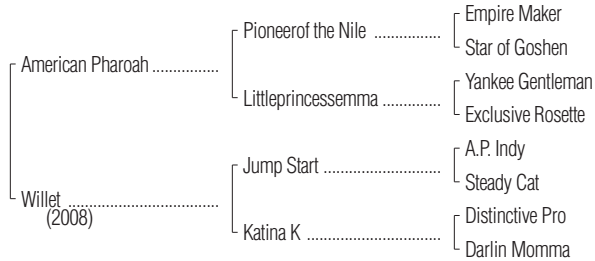 Empire Maker
Pioneerof the Nile ................
Star of Goshen
American Pharoah ................
Yankee Gentleman
Littleprincessemma ..............
Exclusive Rosette
A.P. Indy
Jump Start ............................
Steady Cat
Willet ....................................
(2008)
Distinctive Pro
Katina K ................................
Darlin Momma